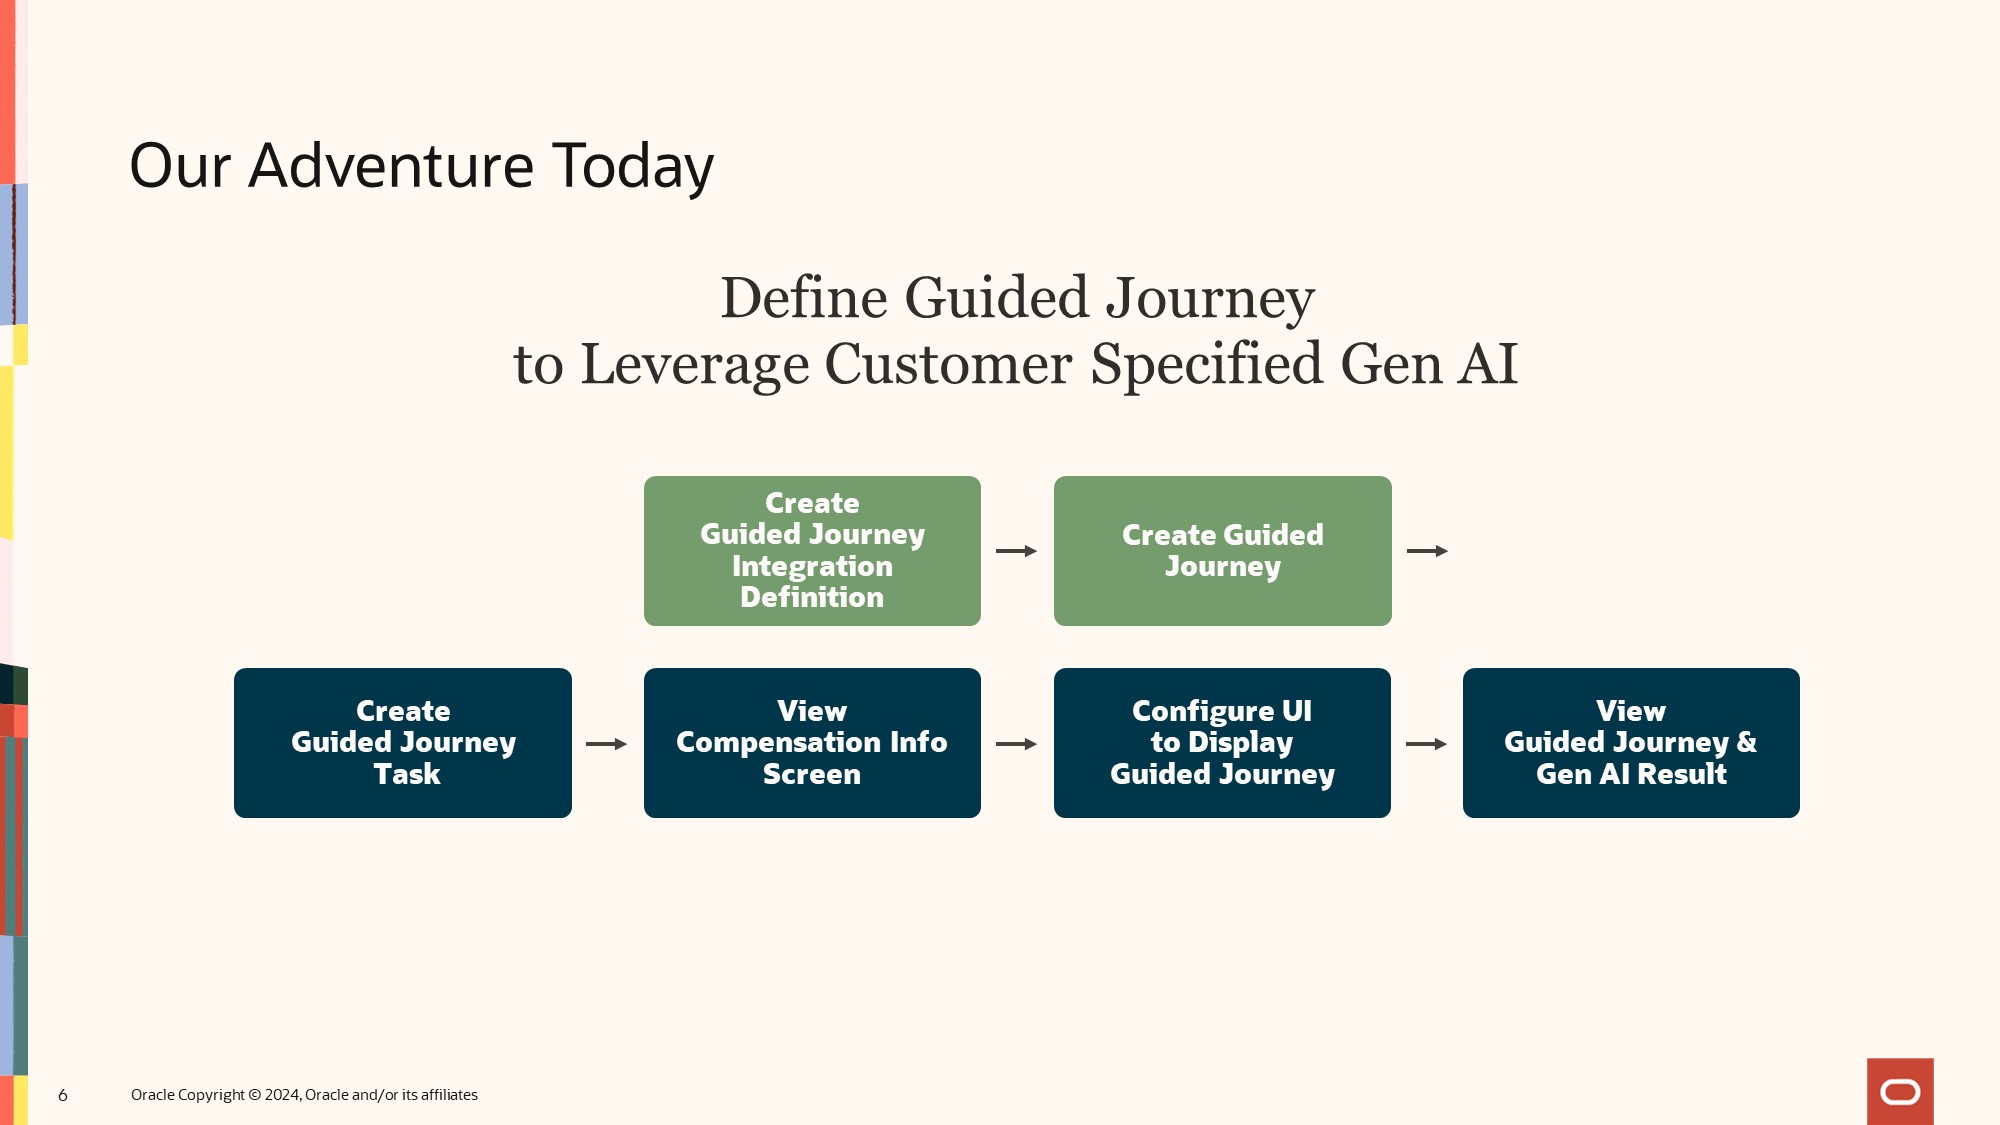 Our Adventure Today
Define Guided Journey
to Leverage Customer Specified Gen AI
Create
Guided Journey
Integration
Definition
Create Guided
Journey
Create
Guided Journey
Task
View
Compensation Info
Screen
Configure UI
to Display
Guided Journey
View
Guided Journey &
Gen AI Result
6
Oracle Copyright © 2024, Oracle and/or its affiliates